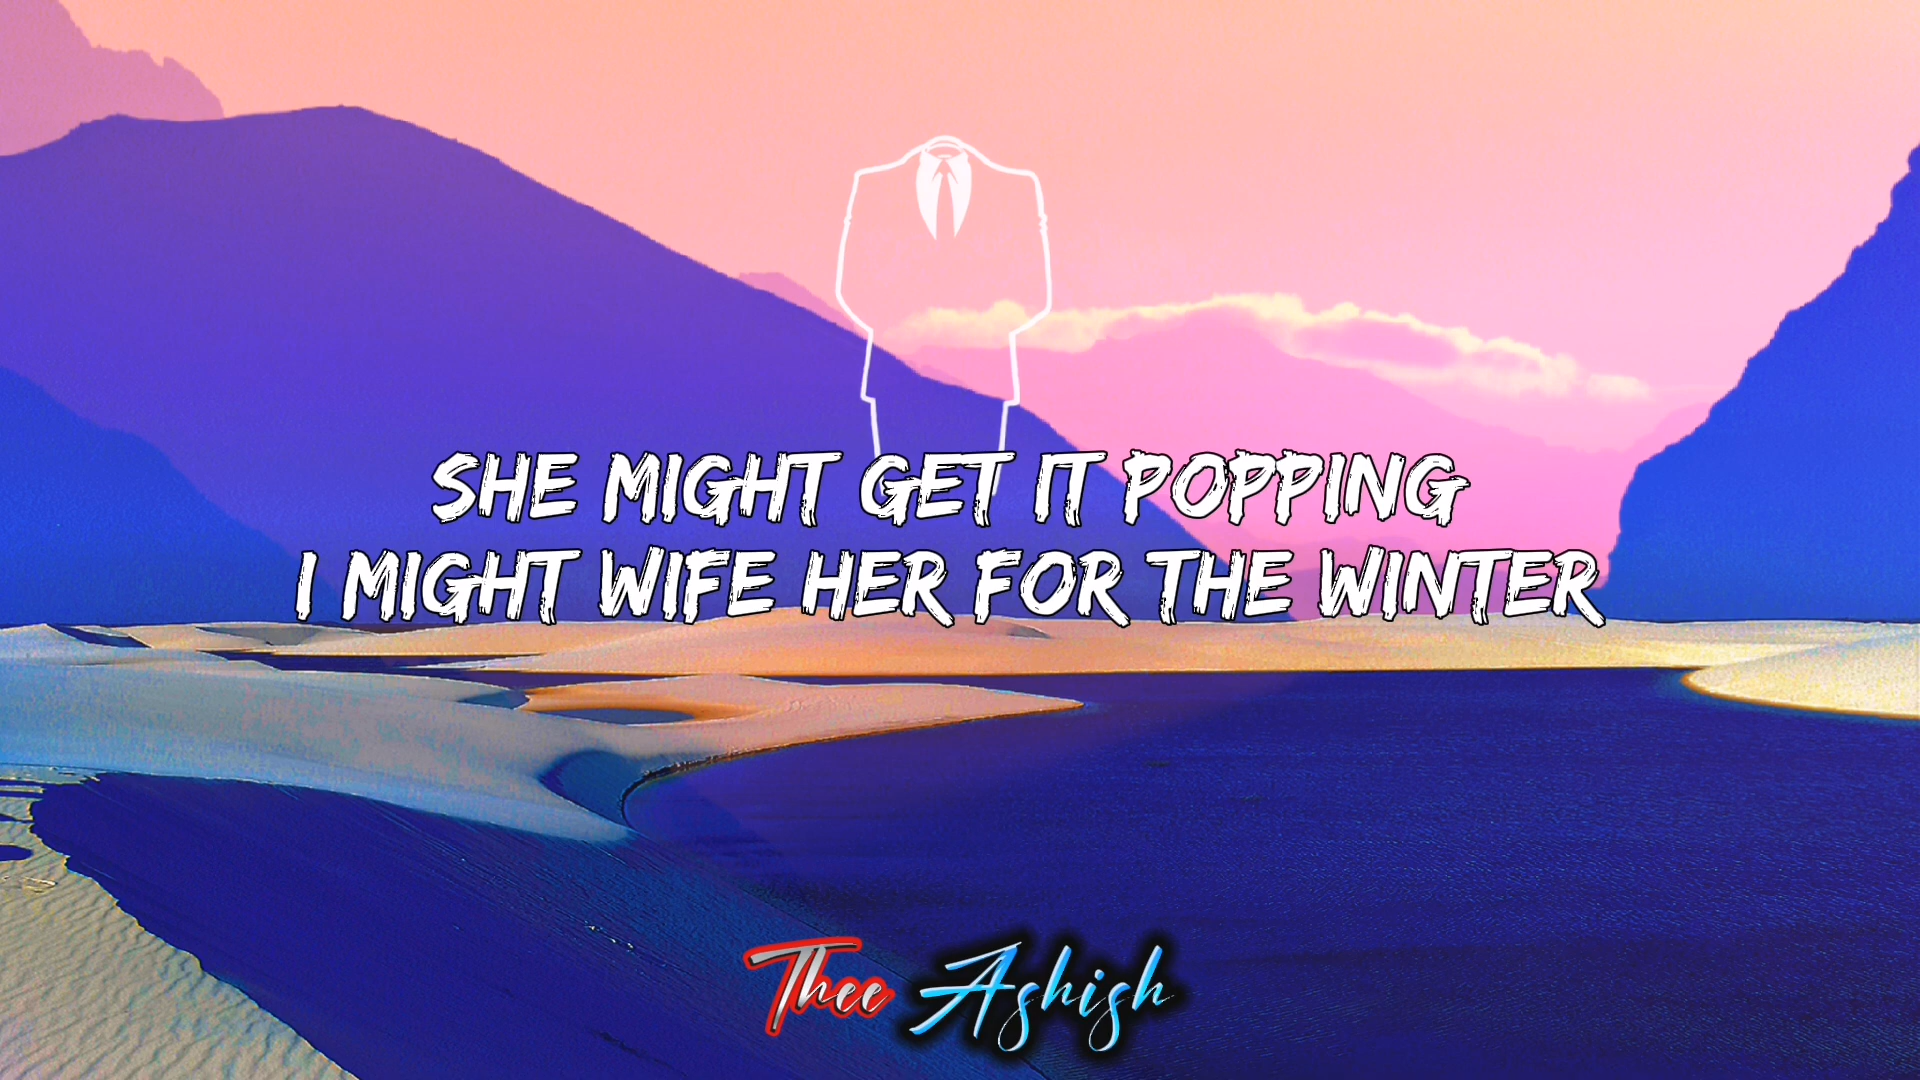 SHE MIGHT GET IT POPPING
I MIGHT WIFE HER FOR THE WINTER
Thee Ashish